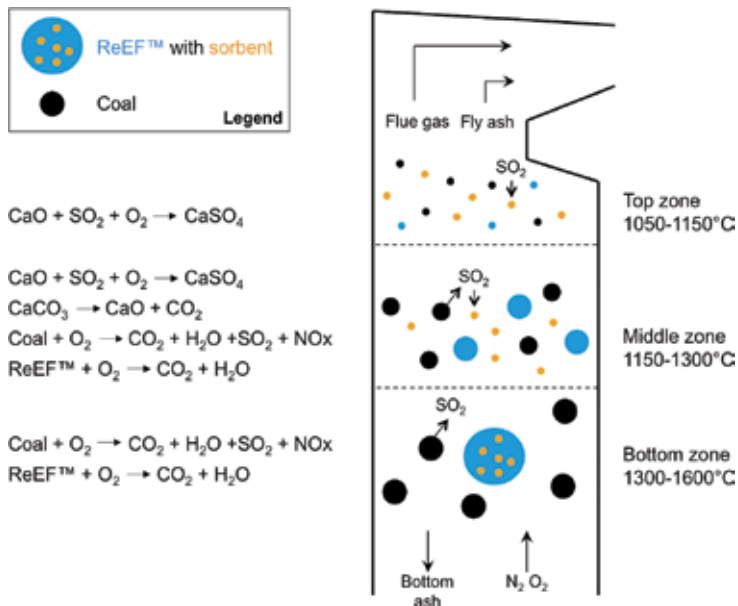 ReEF™ with sorbent
Coal
Legend
Flue gas
Fly ash
SO₂
CaO + SO₂ + O₂ → CaSO₄
Top zone
1050-1150°C
CaO + SO₂ + O₂ → CaSO₄
CaCO₃ → CaO + CO₂
Coal + O₂ → CO₂ + H₂O +SO₂ + NOx
ReEF™ + O₂ → CO₂ + H₂O
SO₂
Middle zone
1150-1300°C
Coal + O₂ → CO₂ + H₂O +SO₂ + NOx
ReEF™ + O₂ → CO₂ + H₂O
SO₂
Bottom zone
1300-1600°C
Bottom
ash
N₂ O₂